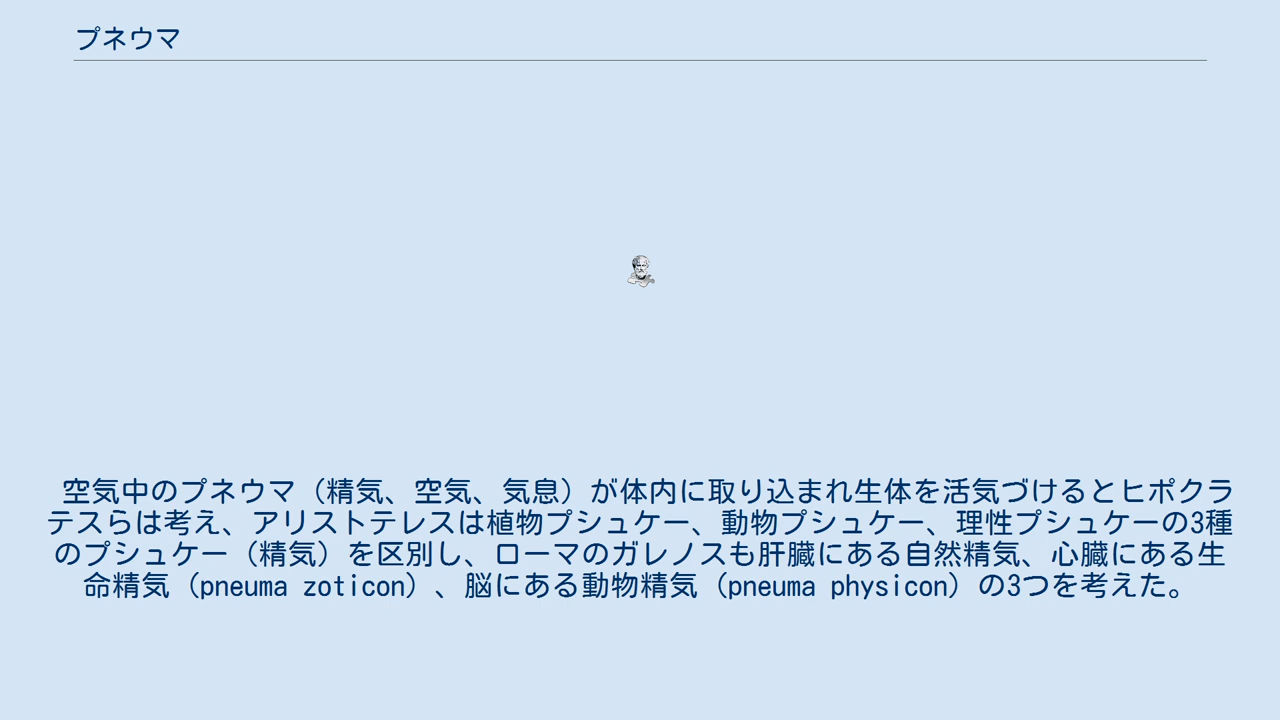 プネウマ
空気中のプネウマ（精気、空気、気息）が体内に取り込まれ生体を活気づけるとヒポクラ
テスらは考え、アリストテレスは植物プシュケー、動物プシュケー、理性プシュケーの3種
のプシュケー（精気）を区別し、ローマのガレノスも肝臓にある自然精気、心臓にある生
命精気（pneuma zoticon）、脳にある動物精気（pneuma physicon）の3つを考えた。